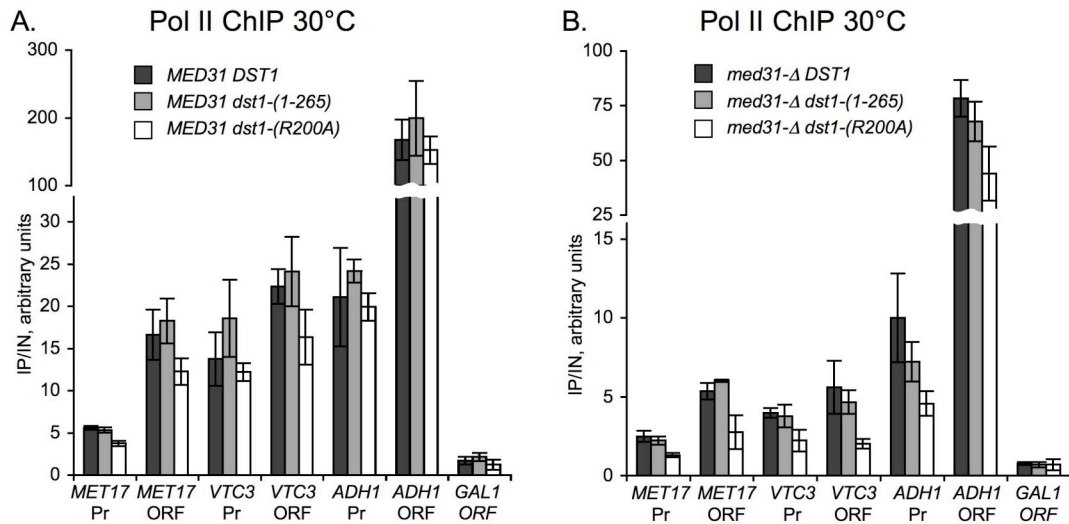 A.
Pol II ChIP 30°C
MED31 DST1
MED31 dst1-(1-265)
MED31 dst1-(R200A)
IP/IN, arbitrary units
300
200
100
30
25
20
15
10
5
0
MET17 MET17 VTC3 VTC3 ADH1 ADH1 GAL1
Pr ORF Pr ORF Pr ORF ORF
B.
Pol II ChIP 30°C
med31-Δ DST1
med31-Δ dst1-(1-265)
med31-Δ dst1-(R200A)
IP/IN, arbitrary units
100
75
50
25
15
10
5
0
MET17 MET17 VTC3 VTC3 ADH1 ADH1 GAL1
Pr ORF Pr ORF Pr ORF ORF